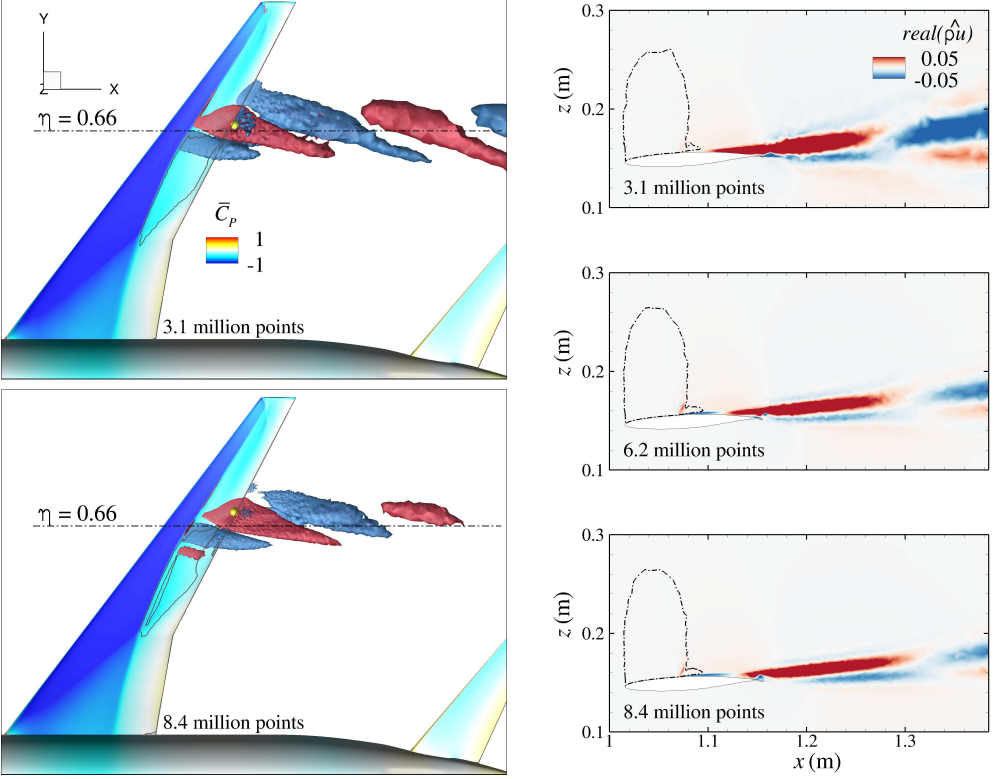 Y
Z
X
η = 0.66
C̄_P
1
-1
3.1 million points
η = 0.66
8.4 million points
0.3
z (m)
0.2
0.1
real(ρ̂u)
0.05
-0.05
3.1 million points
0.3
z (m)
0.2
0.1
6.2 million points
0.3
z (m)
0.2
0.1
8.4 million points
1 1.1 1.2 1.3
x (m)